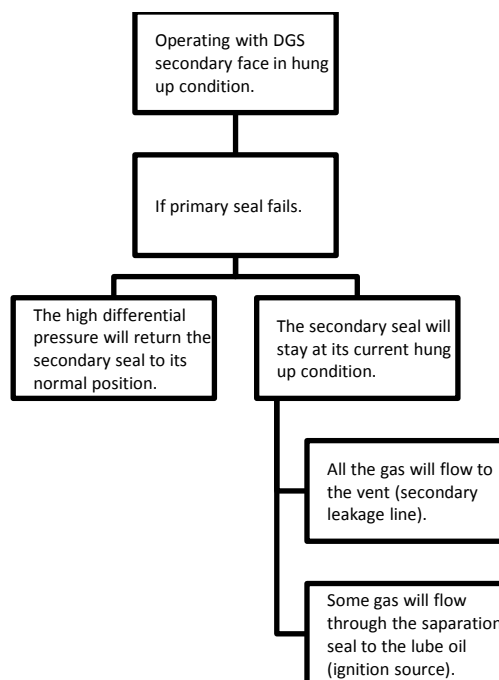 Operating with DGS
secondary face in hung
up condition.
If primary seal fails.
The high differential
pressure will return the
secondary seal to its
normal position.
The secondary seal will
stay at its current hung
up condition.
All the gas will flow to
the vent (secondary
leakage line).
Some gas will flow
through the saparation
seal to the lube oil
(ignition source).